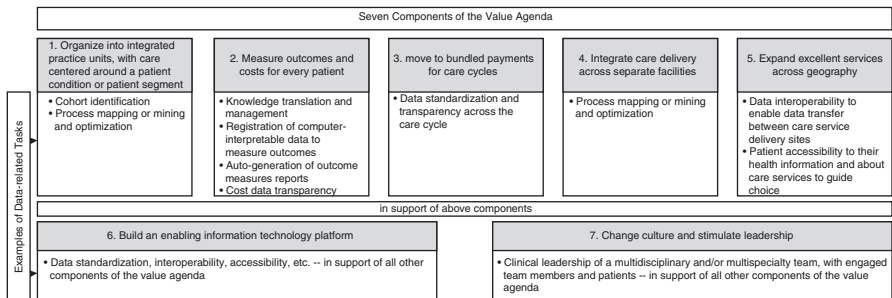 Seven Components of the Value Agenda
1. Organize into integrated
practice units, with care
centered around a patient
condition or patient segment
• Cohort identification
• Process mapping or mining
and optimization
2. Measure outcomes and
costs for every patient
• Knowledge translation and
management
• Registration of computer-
interpretable data to
measure outcomes
• Auto-generation of outcome
measures reports
• Cost data transparency
3. move to bundled payments
for care cycles
• Data standardization and
transparency across the
care cycle
4. Integrate care delivery
across separate facilities
• Process mapping or mining
and optimization
5. Expand excellent services
across geography
• Data interoperability to
enable data transfer
between care service
delivery sites
• Patient accessibility to their
health information and about
care services to guide
choice
Examples of Data-related Tasks
in support of above components
6. Build an enabling information technology platform
• Data standardization, interoperability, accessibility, etc. -- in support of all other
components of the value agenda
7. Change culture and stimulate leadership
• Clinical leadership of a multidisciplinary and/or multispecialty team, with engaged
team members and patients -- in support of all other components of the value
agenda